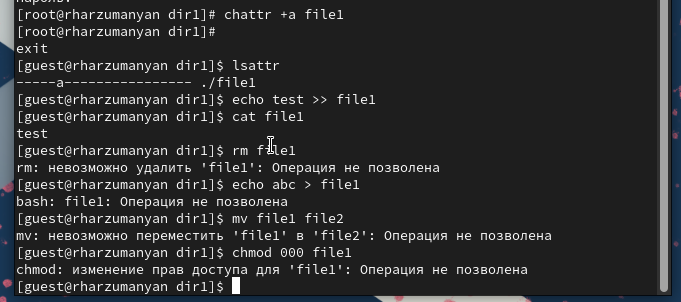 [root@rharzumanyan dir1]# chattr +a file1
[root@rharzumanyan dir1]#
exit
[guest@rharzumanyan dir1]$ lsattr
-----a---------------- ./file1
[guest@rharzumanyan dir1]$ echo test >> file1
[guest@rharzumanyan dir1]$ cat file1
test
[guest@rharzumanyan dir1]$ rm file1
rm: невозможно удалить 'file1': Операция не позволена
[guest@rharzumanyan dir1]$ echo abc > file1
bash: file1: Операция не позволена
[guest@rharzumanyan dir1]$ mv file1 file2
mv: невозможно переместить 'file1' в 'file2': Операция не позволена
[guest@rharzumanyan dir1]$ chmod 000 file1
chmod: изменение прав доступа для 'file1': Операция не позволена
[guest@rharzumanyan dir1]$